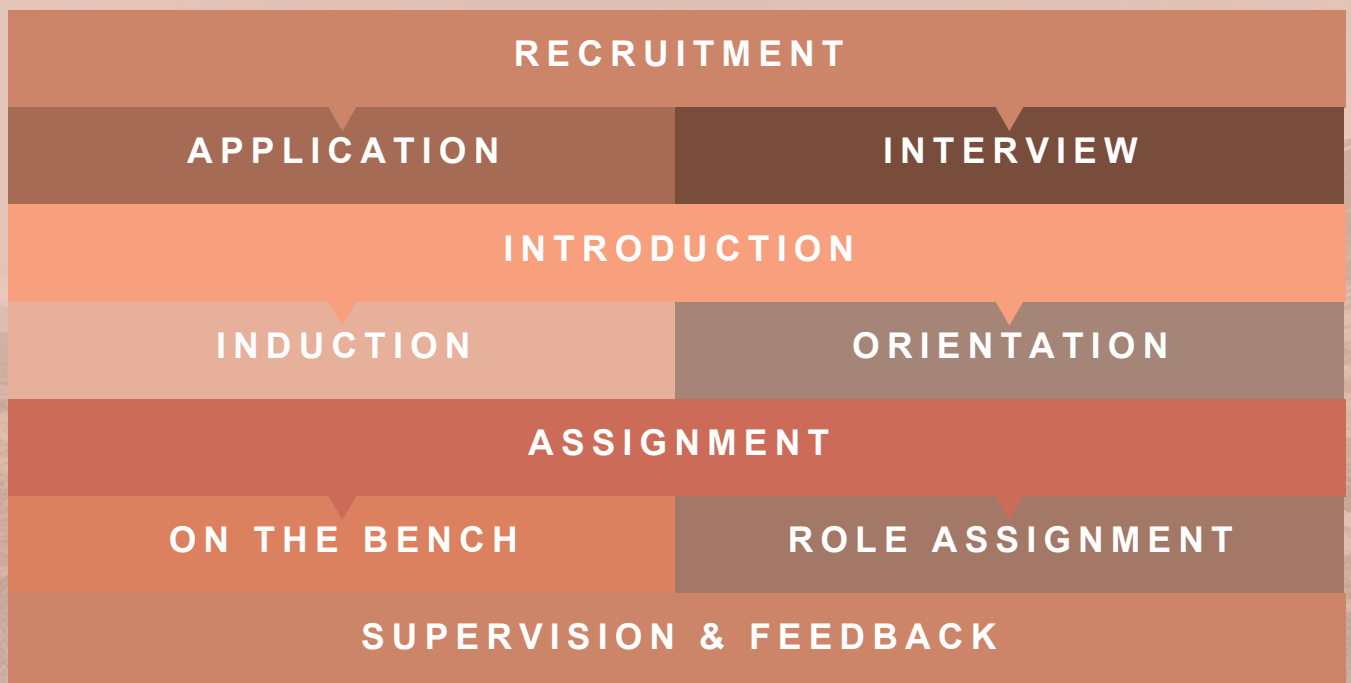 RECRUITMENT
APPLICATION
INTERVIEW
INTRODUCTION
INDUCTION
ORIENTATION
ASSIGNMENT
ON THE BENCH
ROLE ASSIGNMENT
SUPERVISION & FEEDBACK